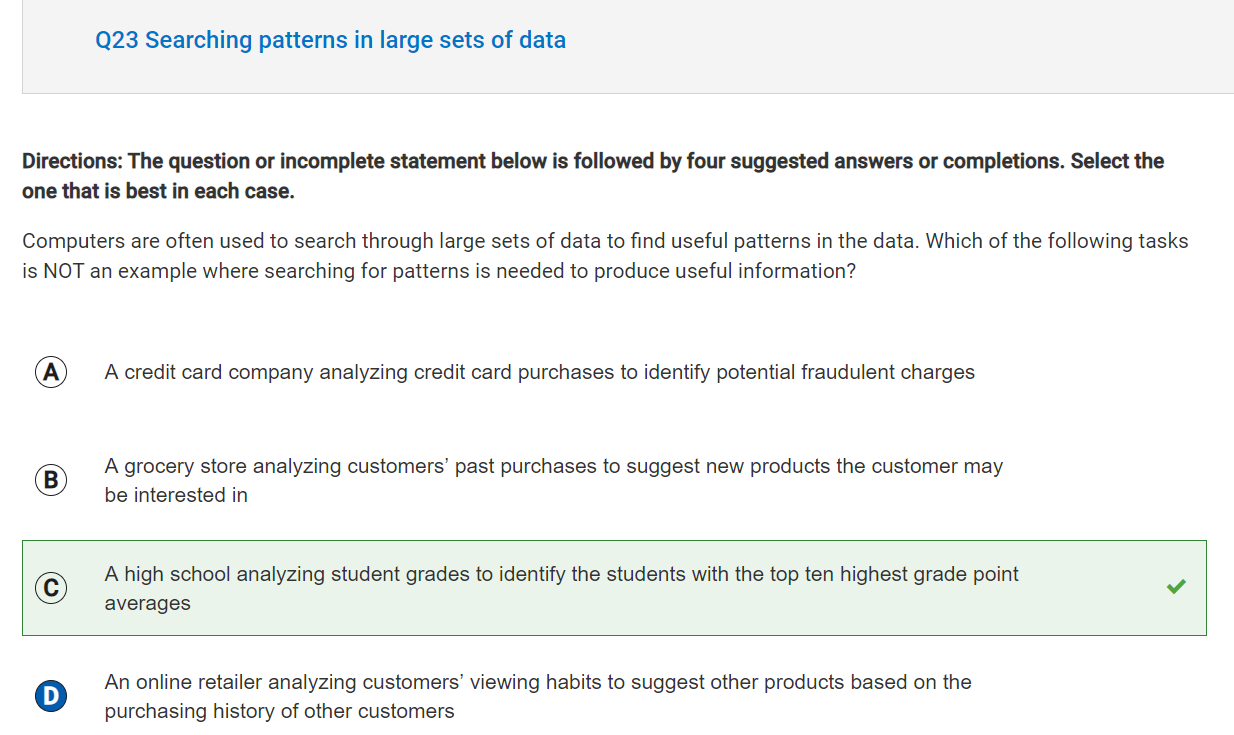 Q23 Searching patterns in large sets of data
Directions: The question or incomplete statement below is followed by four suggested answers or completions. Select the
one that is best in each case.
Computers are often used to search through large sets of data to find useful patterns in the data. Which of the following tasks
is NOT an example where searching for patterns is needed to produce useful information?
A A credit card company analyzing credit card purchases to identify potential fraudulent charges
B A grocery store analyzing customers’ past purchases to suggest new products the customer may
be interested in
C A high school analyzing student grades to identify the students with the top ten highest grade point
averages
D An online retailer analyzing customers’ viewing habits to suggest other products based on the
purchasing history of other customers